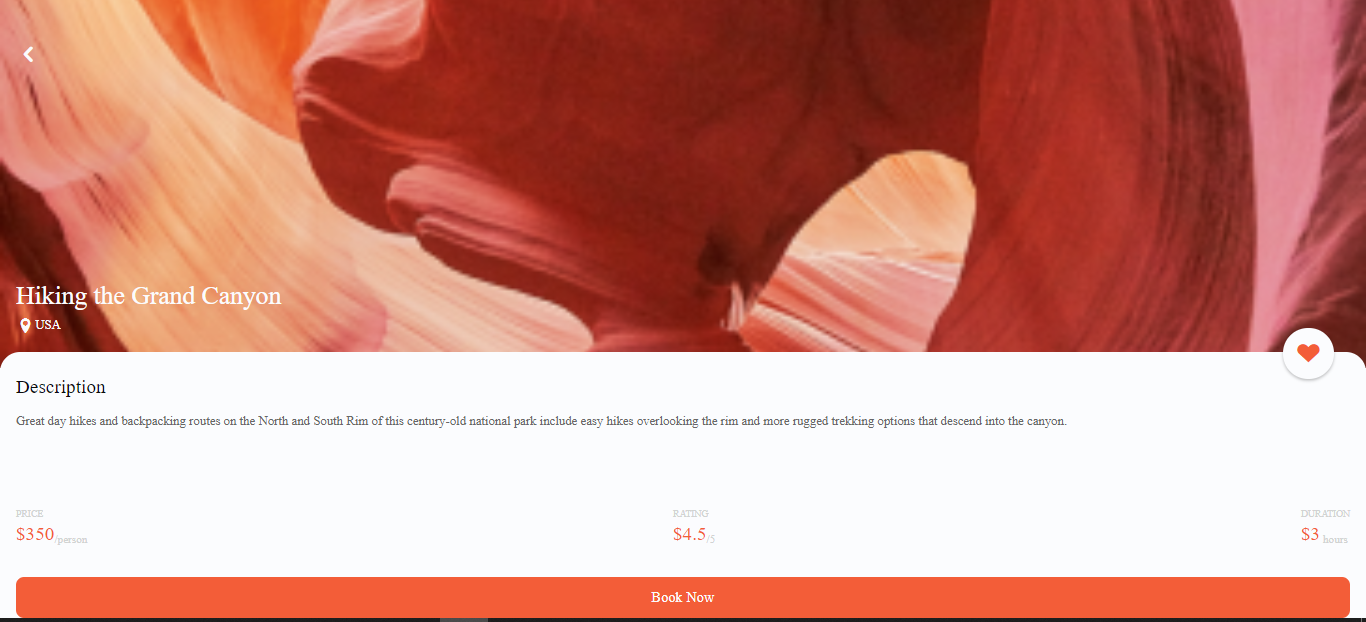 Hiking the Grand Canyon
USA
Description
Great day hikes and backpacking routes on the North and South Rim of this century-old national park include easy hikes overlooking the rim and more rugged trekking options that descend into the canyon.
PRICE RATING DURATION
$350/person $4.5/5 $3 hours
Book Now